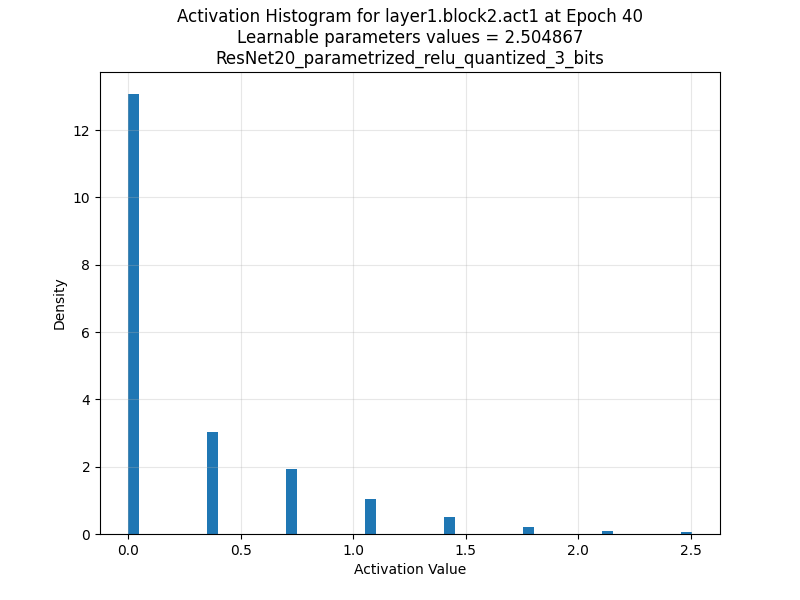 Activation Histogram for layer1.block2.act1 at Epoch 40
Learnable parameters values = 2.504867
ResNet20_parametrized_relu_quantized_3_bits
12
10
8
6
4
2
0
Density
0.0 0.5 1.0 1.5 2.0 2.5
Activation Value